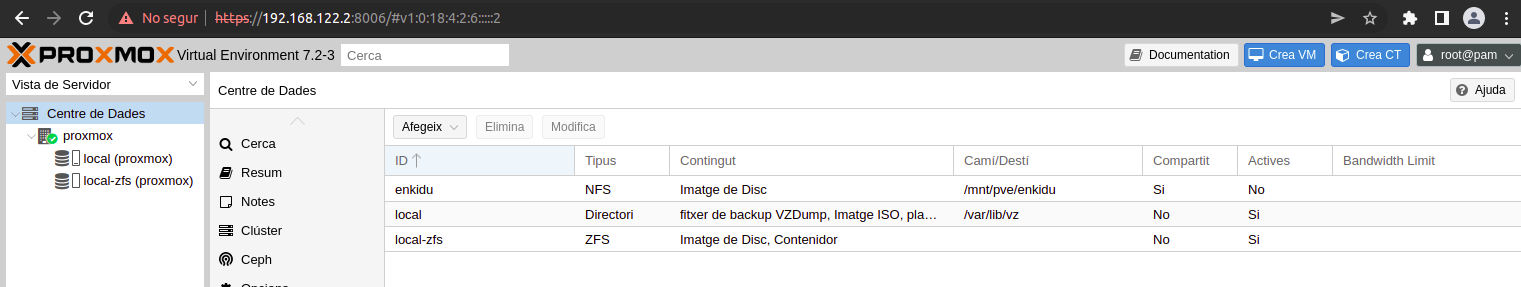 No segur https://192.168.122.2:8006/#v1:0:18:4:2:6:::::2
PROXMOX Virtual Environment 7.2-3 Cerca Documentation Crea VM Crea CT root@pam
Vista de Servidor
Centre de Dades
proxmox
local (proxmox)
local-zfs (proxmox)
Centre de Dades Ajuda
Cerca
Resum
Notes
Clúster
Ceph
Opcions
Afegeix Elimina Modifica
ID Tipus Contingut Camí/Destí Compartit Actives Bandwidth Limit
enkidu NFS Imatge de Disc /mnt/pve/enkidu Si No
local Directori fitxer de backup VZDump, Imatge ISO, pla… /var/lib/vz No Si
local-zfs ZFS Imatge de Disc, Contenidor No Si